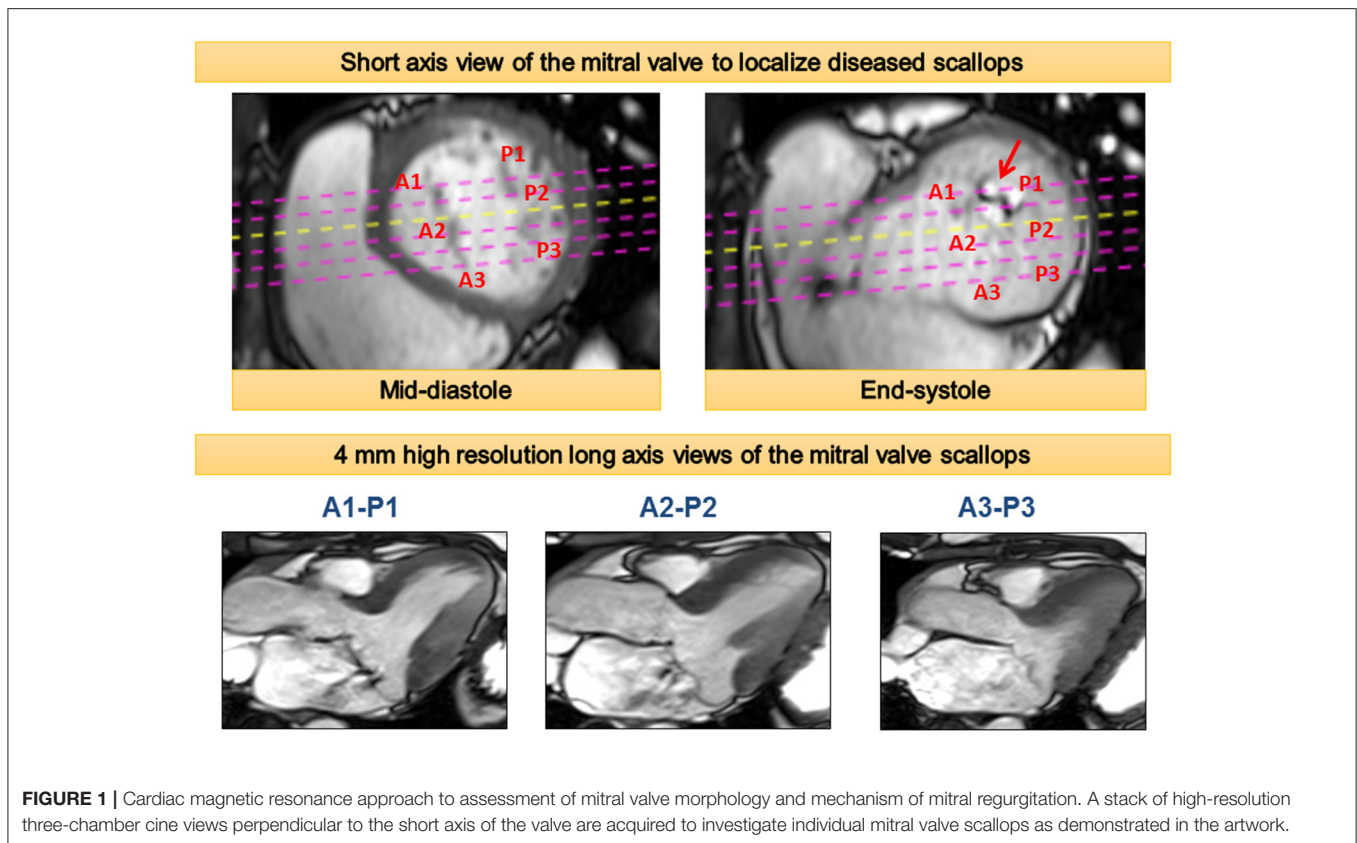 Short axis view of the mitral valve to localize diseased scallops
P1
A1
P2
A2
P3
A3
P1
A1
P2
A2
P3
A3
Mid-diastole
End-systole
4 mm high resolution long axis views of the mitral valve scallops
A1-P1
A2-P2
A3-P3
FIGURE 1 | Cardiac magnetic resonance approach to assessment of mitral valve morphology and mechanism of mitral regurgitation. A stack of high-resolution
three-chamber cine views perpendicular to the short axis of the valve are acquired to investigate individual mitral valve scallops as demonstrated in the artwork.